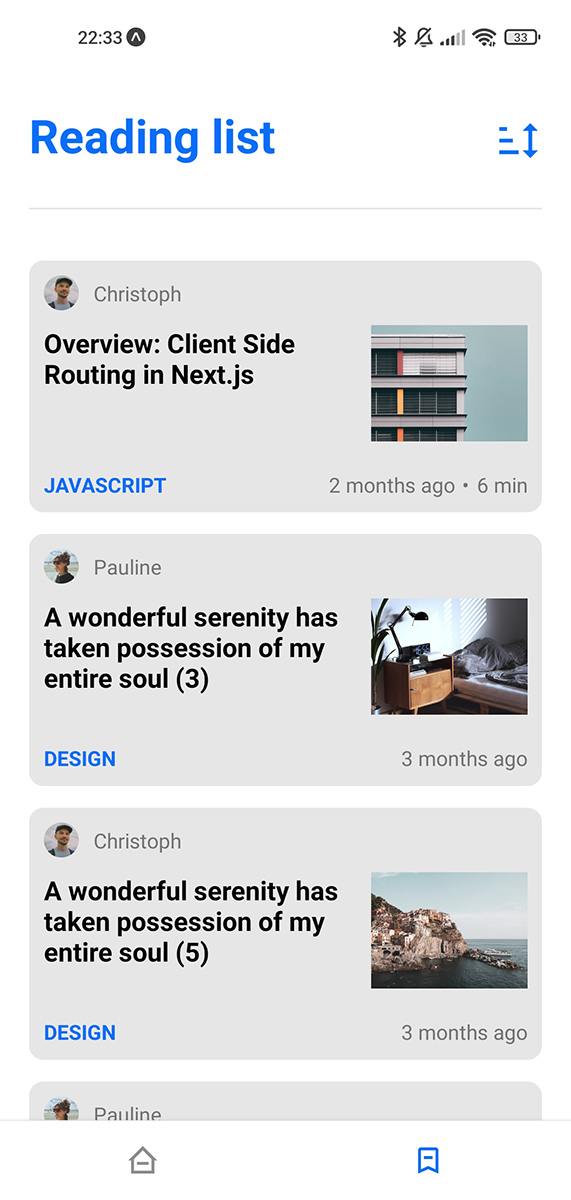 22:33
33
Reading list
Christoph
Overview: Client Side
Routing in Next.js
JAVASCRIPT
2 months ago • 6 min
Pauline
A wonderful serenity has
taken possession of my
entire soul (3)
DESIGN
3 months ago
Christoph
A wonderful serenity has
taken possession of my
entire soul (5)
DESIGN
3 months ago
Pauline